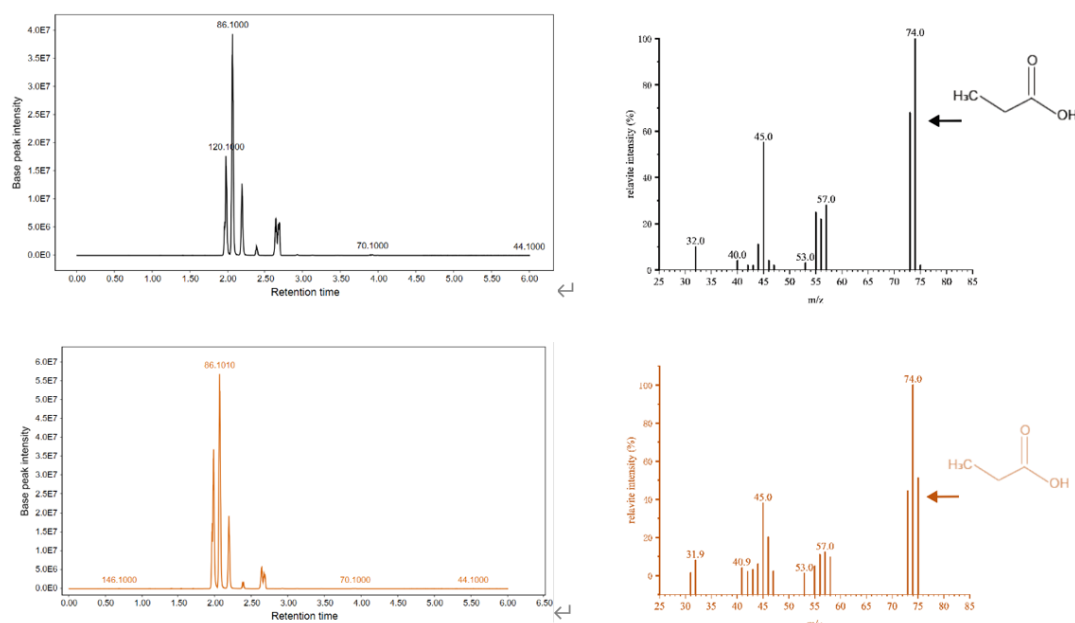 86.1000
120.1000
70.1000
44.1000
Base peak intensity
4.0E7
3.5E7
3.0E7
2.5E7
2.0E7
1.5E7
1.0E7
5.0E6
0.0E0
0.00 0.50 1.00 1.50 2.00 2.50 3.00 3.50 4.00 4.50 5.00 5.50 6.00
Retention time
relavite intensity (%)
100
80
60
40
20
0
74.0
45.0
57.0
32.0
40.0
53.0
25 30 35 40 45 50 55 60 65 70 75 80 85
m/z
O
H₃C
OH
86.1010
146.1000
70.1000
44.1000
Base peak intensity
6.0E7
5.5E7
5.0E7
4.5E7
4.0E7
3.5E7
3.0E7
2.5E7
2.0E7
1.5E7
1.0E7
5.0E6
0.0E0
0.00 0.50 1.00 1.50 2.00 2.50 3.00 3.50 4.00 4.50 5.00 5.50 6.00 6.50
Retention time
relavite intensity (%)
100
80
60
40
20
0
74.0
45.0
57.0
31.9
40.9
53.0
25 30 35 40 45 50 55 60 65 70 75 80 85
m/z
O
H₃C
OH